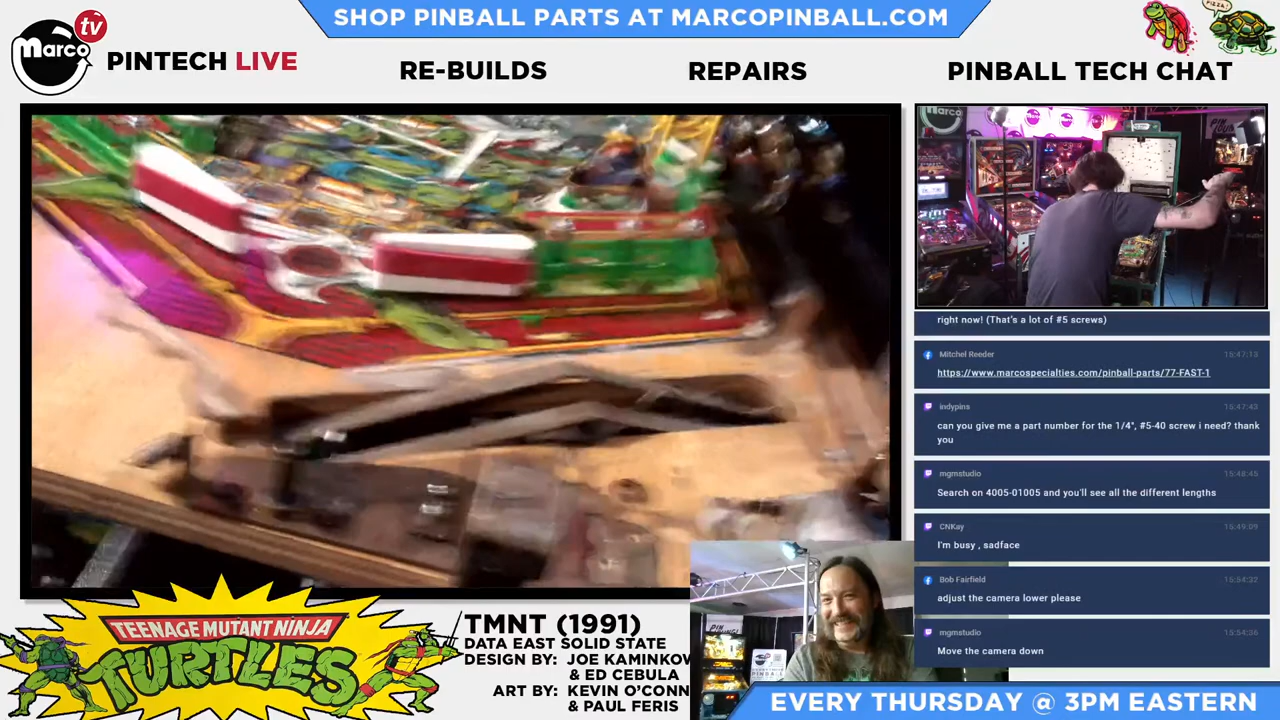 SHOP PINBALL PARTS AT MARCOPINBALL.COM
marco
tv
PINTECH LIVE
RE-BUILDS
REPAIRS
PINBALL TECH CHAT
PIZZA!
right now! (That's a lot of #5 screws)
Mitchel Reeder
15:47:13
https://www.marcospecialties.com/pinball-parts/77-FAST-1
indypins
15:47:43
can you give me a part number for the 1/4", #5-40 screw i need? thank
you
mgmstudio
15:48:45
Search on 4005-01005 and you'll see all the different lengths
CNKay
15:49:09
I'm busy , sadface
Bob Fairfield
15:54:32
adjust the camera lower please
mgmstudio
15:54:36
Move the camera down
TEENAGE MUTANT NINJA
TURTLES
TMNT (1991)
DATA EAST SOLID STATE
DESIGN BY: JOE KAMINKOW
& ED CEBULA
ART BY: KEVIN O'CONN
& PAUL FERIS
EVERY THURSDAY @ 3PM EASTERN